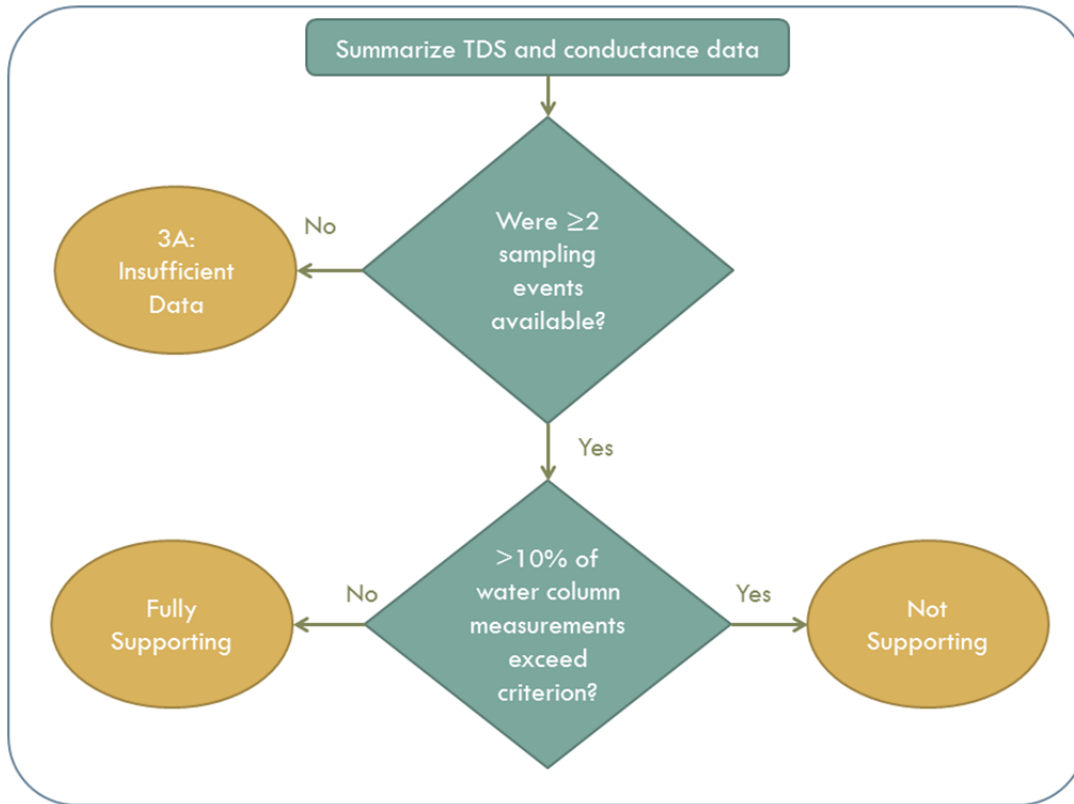 Summarize TDS and conductance data
Were ≥2
sampling
events
available?
No
3A:
Insufficient
Data
Yes
>10% of
water column
measurements
exceed
criterion?
No
Fully
Supporting
Yes
Not
Supporting